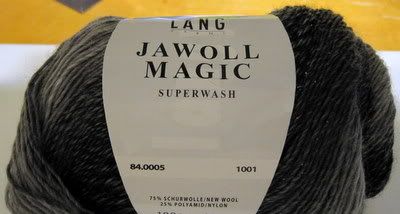 LANG
JAWOLL
MAGIC
SUPERWASH
84.0005 1001
75% SCHURWOLLE/NEW WOOL
25% POLYAMID/NYLON